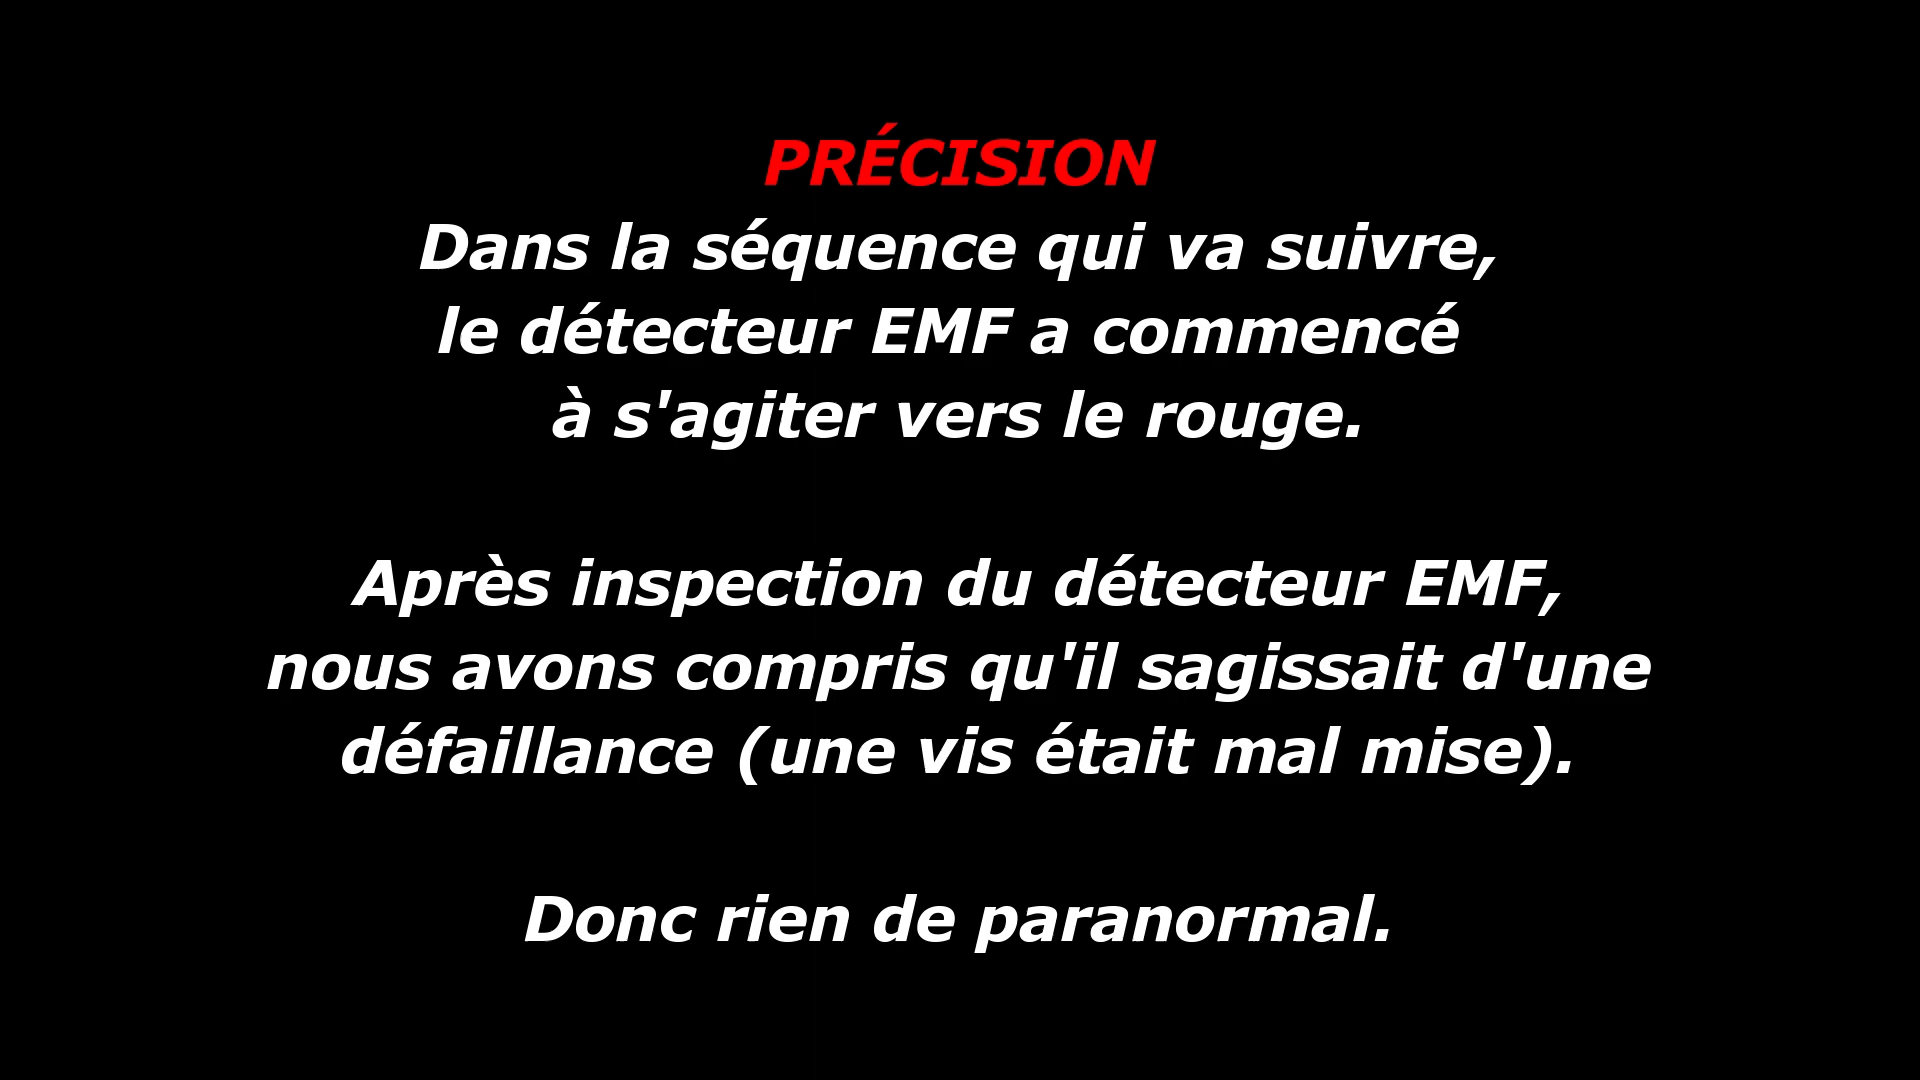 PRÉCISION
Dans la séquence qui va suivre,
le détecteur EMF a commencé
à s'agiter vers le rouge.
Après inspection du détecteur EMF,
nous avons compris qu'il sagissait d'une
défaillance (une vis était mal mise).
Donc rien de paranormal.